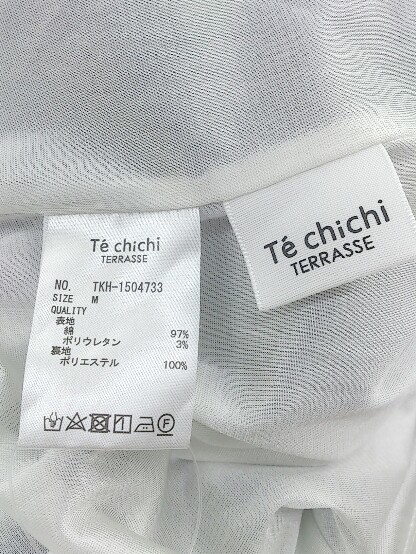 Té chichi
TERRASSE
NO. TKH-1504733
SIZE M
QUALITY
表地
綿 97%
ポリウレタン 3%
裏地
ポリエステル 100%
F
Té chichi
TERRASSE